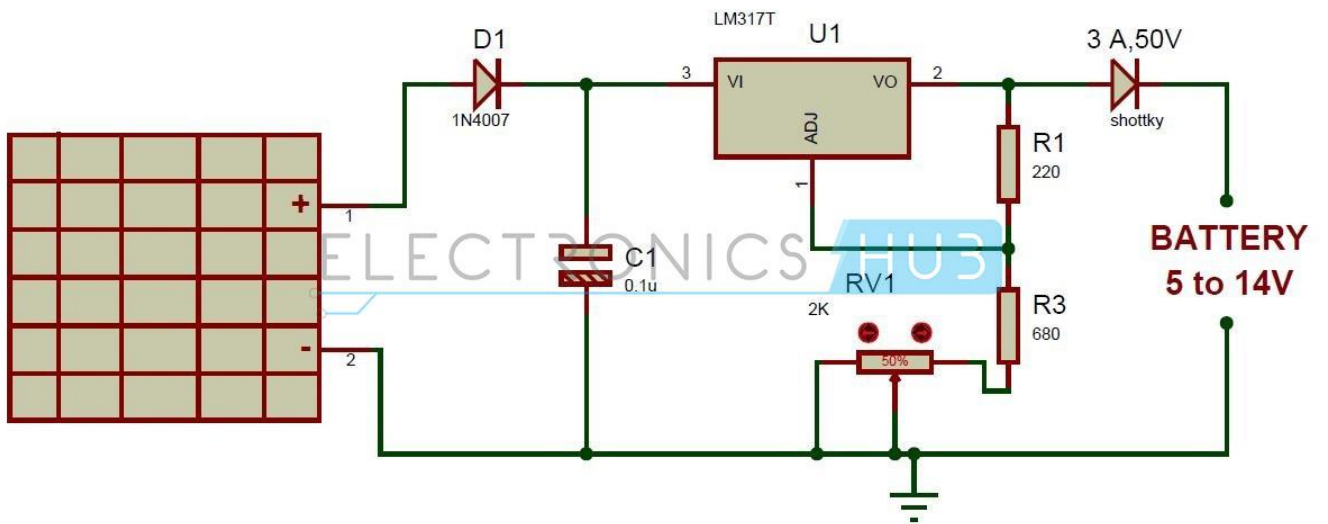 LM317T
D1
U1
3 A,50V
3
VI
VO
2
1N4007
ADJ
shottky
R1
220
1
+
1
ELECTRONICS HUB
BATTERY
5 to 14V
C1
0.1u
RV1
2K
R3
680
-
2
50%